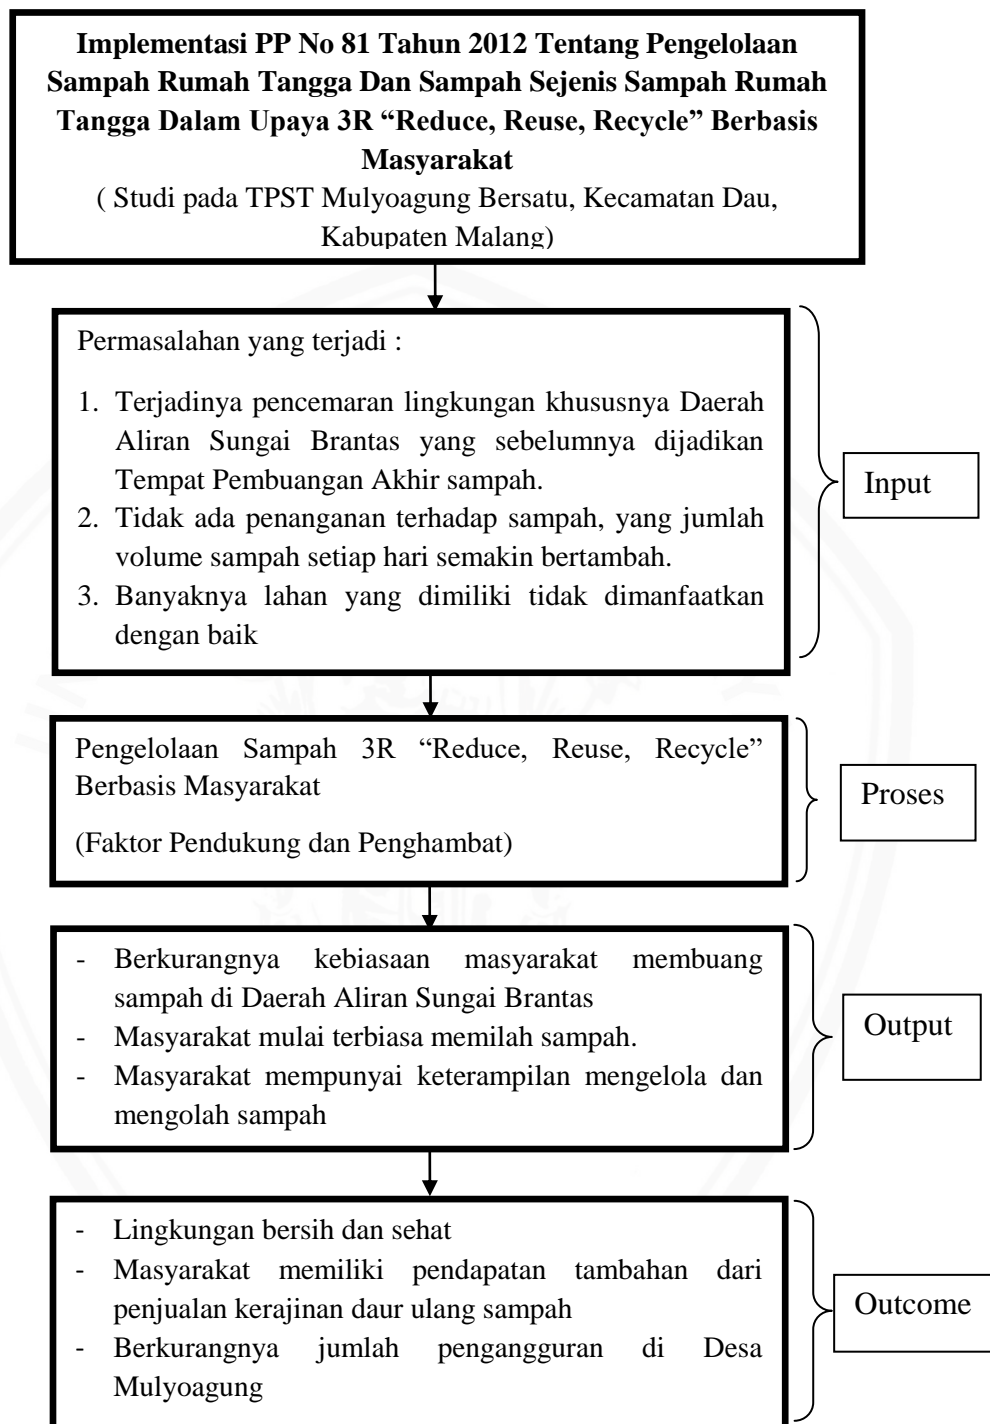 Implementasi PP No 81 Tahun 2012 Tentang Pengelolaan
Sampah Rumah Tangga Dan Sampah Sejenis Sampah Rumah
Tangga Dalam Upaya 3R “Reduce, Reuse, Recycle” Berbasis
Masyarakat
( Studi pada TPST Mulyoagung Bersatu, Kecamatan Dau,
Kabupaten Malang)
Permasalahan yang terjadi :
1. Terjadinya pencemaran lingkungan khususnya Daerah
Aliran Sungai Brantas yang sebelumnya dijadikan
Tempat Pembuangan Akhir sampah.
2. Tidak ada penanganan terhadap sampah, yang jumlah
volume sampah setiap hari semakin bertambah.
3. Banyaknya lahan yang dimiliki tidak dimanfaatkan
dengan baik
Input
Pengelolaan Sampah 3R “Reduce, Reuse, Recycle”
Berbasis Masyarakat
(Faktor Pendukung dan Penghambat)
Proses
- Berkurangnya kebiasaan masyarakat membuang
sampah di Daerah Aliran Sungai Brantas
- Masyarakat mulai terbiasa memilah sampah.
- Masyarakat mempunyai keterampilan mengelola dan
mengolah sampah
Output
- Lingkungan bersih dan sehat
- Masyarakat memiliki pendapatan tambahan dari
penjualan kerajinan daur ulang sampah
- Berkurangnya jumlah pengangguran di Desa
Mulyoagung
Outcome